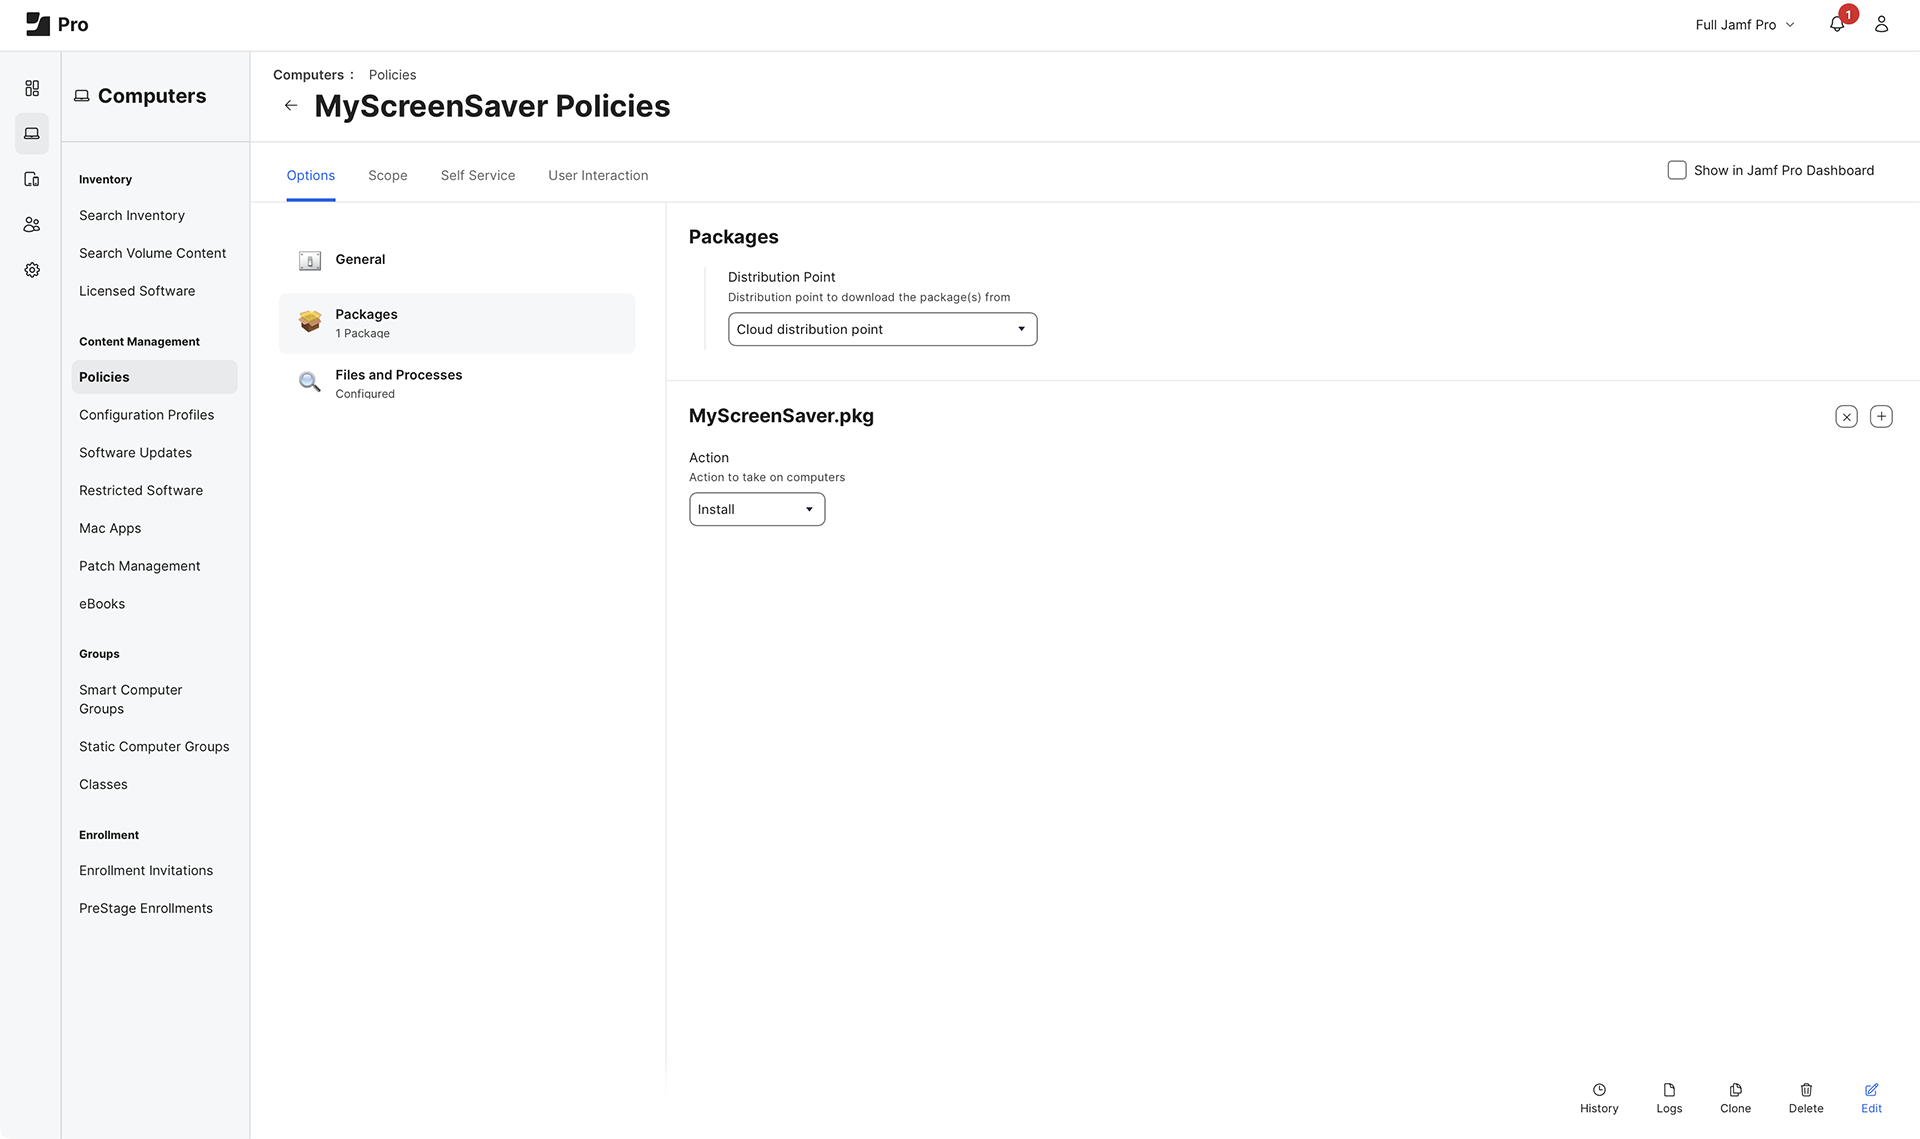 Pro
Full Jamf Pro
1
Computers
Computers : Policies
MyScreenSaver Policies
Options
Scope
Self Service
User Interaction
Show in Jamf Pro Dashboard
Inventory
Search Inventory
Search Volume Content
Licensed Software
Content Management
Policies
Configuration Profiles
Software Updates
Restricted Software
Mac Apps
Patch Management
eBooks
Groups
Smart Computer
Groups
Static Computer Groups
Classes
Enrollment
Enrollment Invitations
PreStage Enrollments
General
Packages
1 Package
Files and Processes
Configured
Packages
Distribution Point
Distribution point to download the package(s) from
Cloud distribution point
MyScreenSaver.pkg
Action
Action to take on computers
Install
History
Logs
Clone
Delete
Edit